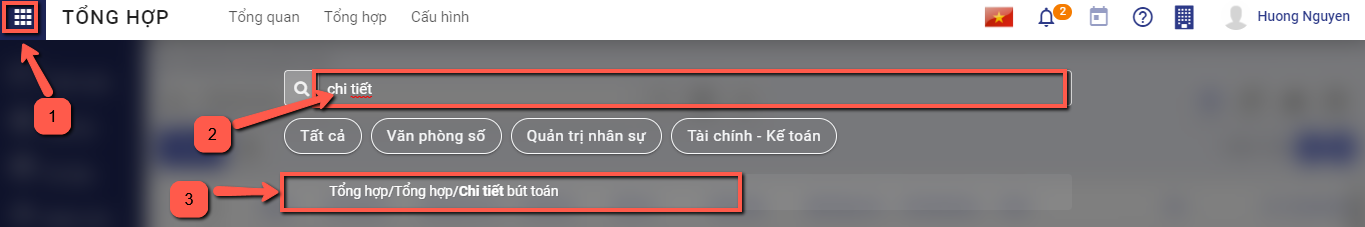 TỔNG HỢP Tổng quan Tổng hợp Cấu hình 2 Huong Nguyen
1
chi tiết
2
Tất cả Văn phòng số Quản trị nhân sự Tài chính - Kế toán
3 Tổng hợp/Tổng hợp/Chi tiết bút toán